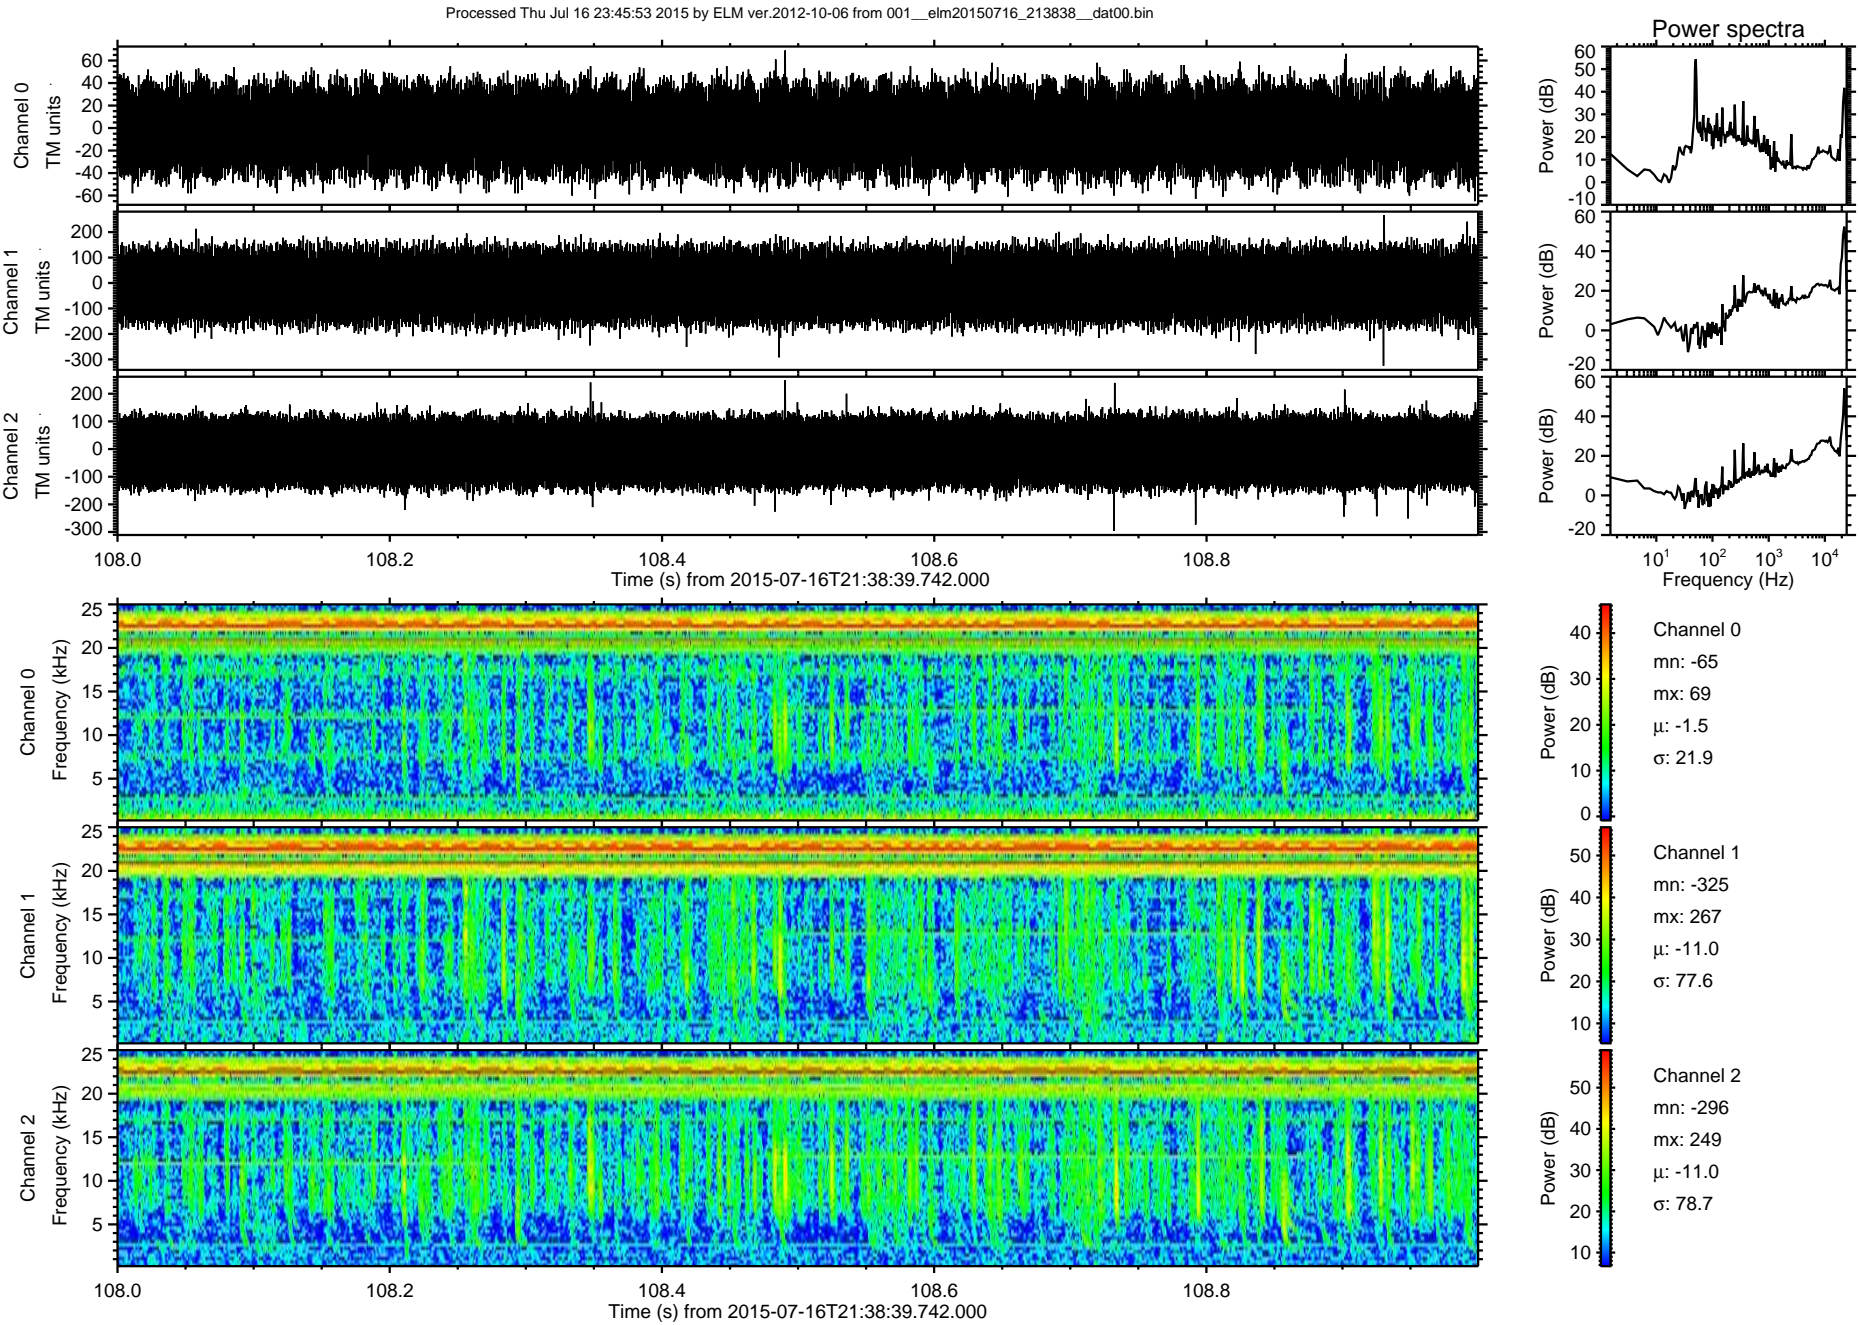 Processed Thu Jul 16 23:45:53 2015 by ELM ver.2012-10-06 from 001__elm20150716_213838__dat00.bin
Power spectra
Channel 0
TM units
60
40
20
0
-20
-40
-60
Power (dB)
60
50
40
30
20
10
0
-10
Channel 1
TM units
200
100
0
-100
-200
-300
Power (dB)
60
40
20
0
-20
Channel 2
TM units
200
100
0
-100
-200
-300
Power (dB)
60
40
20
0
-20
108.0 108.2 108.4 108.6 108.8
Time (s) from 2015-07-16T21:38:39.742.000
10^1 10^2 10^3 10^4
Frequency (Hz)
Channel 0
Frequency (kHz)
25
20
15
10
5
Power (dB)
40
30
20
10
0
Channel 0
mn: -65
mx: 69
μ: -1.5
σ: 21.9
Channel 1
Frequency (kHz)
25
20
15
10
5
Power (dB)
50
40
30
20
10
Channel 1
mn: -325
mx: 267
μ: -11.0
σ: 77.6
Channel 2
Frequency (kHz)
25
20
15
10
5
Power (dB)
50
40
30
20
10
Channel 2
mn: -296
mx: 249
μ: -11.0
σ: 78.7
108.0 108.2 108.4 108.6 108.8
Time (s) from 2015-07-16T21:38:39.742.000